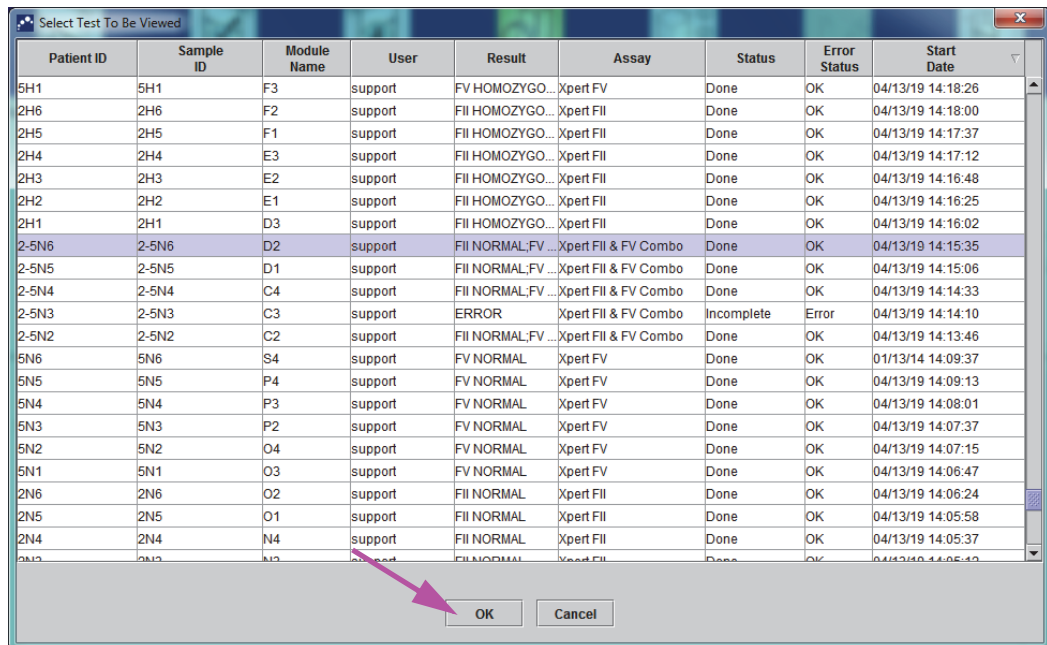 Select Test To Be Viewed
Patient ID Sample ID Module Name User Result Assay Status Error Status Start Date
5H1 5H1 F3 support FV HOMOZYGO... Xpert FV Done OK 04/13/19 14:18:26
2H6 2H6 F2 support FII HOMOZYGO... Xpert FII Done OK 04/13/19 14:18:00
2H5 2H5 F1 support FII HOMOZYGO... Xpert FII Done OK 04/13/19 14:17:37
2H4 2H4 E3 support FII HOMOZYGO... Xpert FII Done OK 04/13/19 14:17:12
2H3 2H3 E2 support FII HOMOZYGO... Xpert FII Done OK 04/13/19 14:16:48
2H2 2H2 E1 support FII HOMOZYGO... Xpert FII Done OK 04/13/19 14:16:25
2H1 2H1 D3 support FII HOMOZYGO... Xpert FII Done OK 04/13/19 14:16:02
2-5N6 2-5N6 D2 support FII NORMAL;FV ... Xpert FII & FV Combo Done OK 04/13/19 14:15:35
2-5N5 2-5N5 D1 support FII NORMAL;FV ... Xpert FII & FV Combo Done OK 04/13/19 14:15:06
2-5N4 2-5N4 C4 support FII NORMAL;FV ... Xpert FII & FV Combo Done OK 04/13/19 14:14:33
2-5N3 2-5N3 C3 support ERROR Xpert FII & FV Combo Incomplete Error 04/13/19 14:14:10
2-5N2 2-5N2 C2 support FII NORMAL;FV ... Xpert FII & FV Combo Done OK 04/13/19 14:13:46
5N6 5N6 S4 support FV NORMAL Xpert FV Done OK 01/13/14 14:09:37
5N5 5N5 P4 support FV NORMAL Xpert FV Done OK 04/13/19 14:09:13
5N4 5N4 P3 support FV NORMAL Xpert FV Done OK 04/13/19 14:08:01
5N3 5N3 P2 support FV NORMAL Xpert FV Done OK 04/13/19 14:07:37
5N2 5N2 O4 support FV NORMAL Xpert FV Done OK 04/13/19 14:07:15
5N1 5N1 O3 support FV NORMAL Xpert FV Done OK 04/13/19 14:06:47
2N6 2N6 O2 support FII NORMAL Xpert FII Done OK 04/13/19 14:06:24
2N5 2N5 O1 support FII NORMAL Xpert FII Done OK 04/13/19 14:05:58
2N4 2N4 N4 support FII NORMAL Xpert FII Done OK 04/13/19 14:05:37
OK Cancel